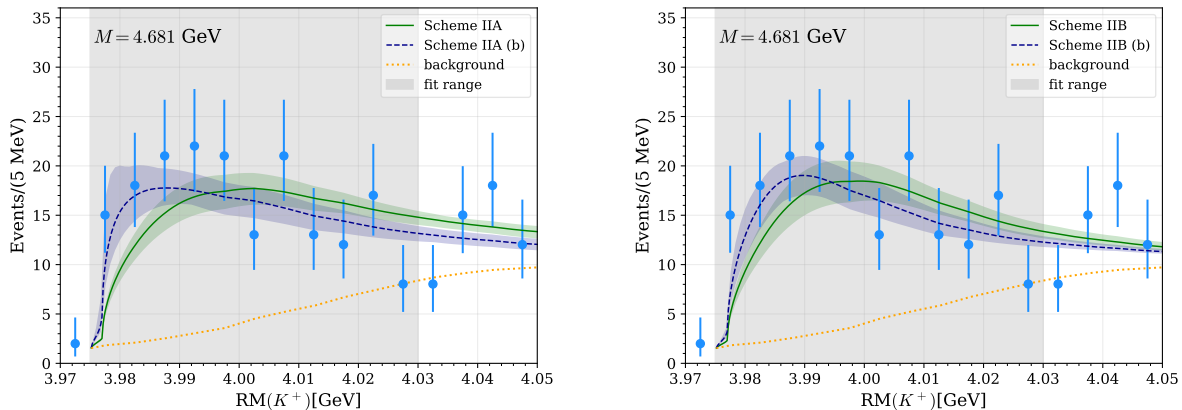 M = 4.681 GeV
Scheme IIA
Scheme IIA (b)
background
fit range
Events/(5 MeV)
35
30
25
20
15
10
5
0
3.97 3.98 3.99 4.00 4.01 4.02 4.03 4.04 4.05
RM(K⁺)[GeV]
M = 4.681 GeV
Scheme IIB
Scheme IIB (b)
background
fit range
Events/(5 MeV)
35
30
25
20
15
10
5
0
3.97 3.98 3.99 4.00 4.01 4.02 4.03 4.04 4.05
RM(K⁺)[GeV]